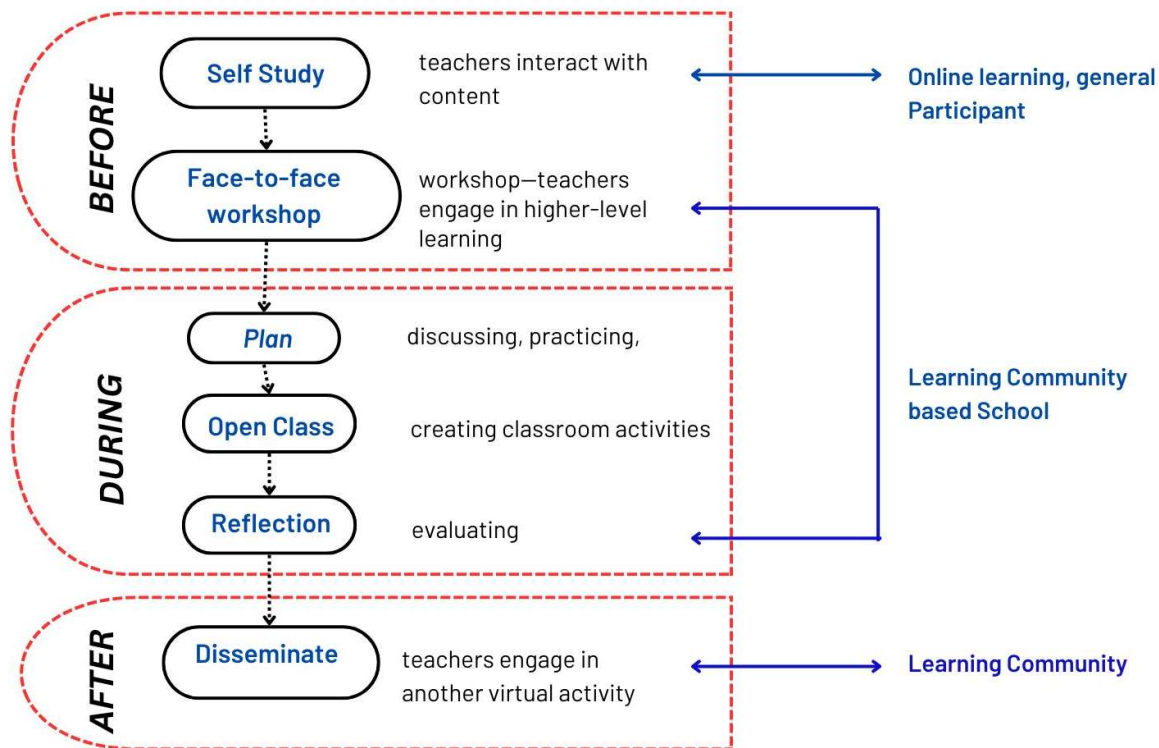 BEFORE
Self Study
teachers interact with
content
Online learning, general
Participant
Face-to-face
workshop
workshop—teachers
engage in higher-level
learning
DURING
Plan
discussing, practicing,
Open Class
creating classroom activities
Learning Community
based School
Reflection
evaluating
AFTER
Disseminate
teachers engage in
another virtual activity
Learning Community